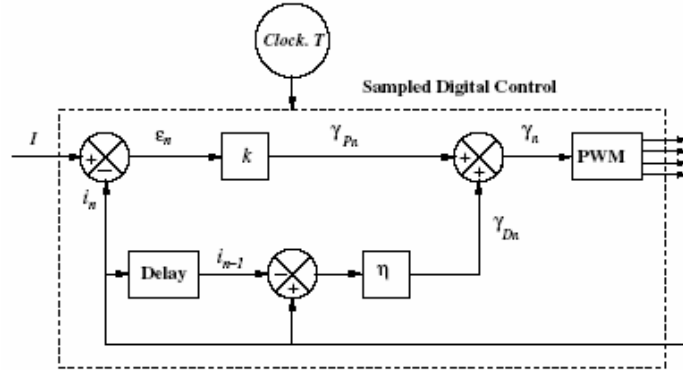 Clock. T
Sampled Digital Control
I
+
−
εn
k
γPn
+
+
γn
PWM
in
γDn
Delay
in−1
−
+
η